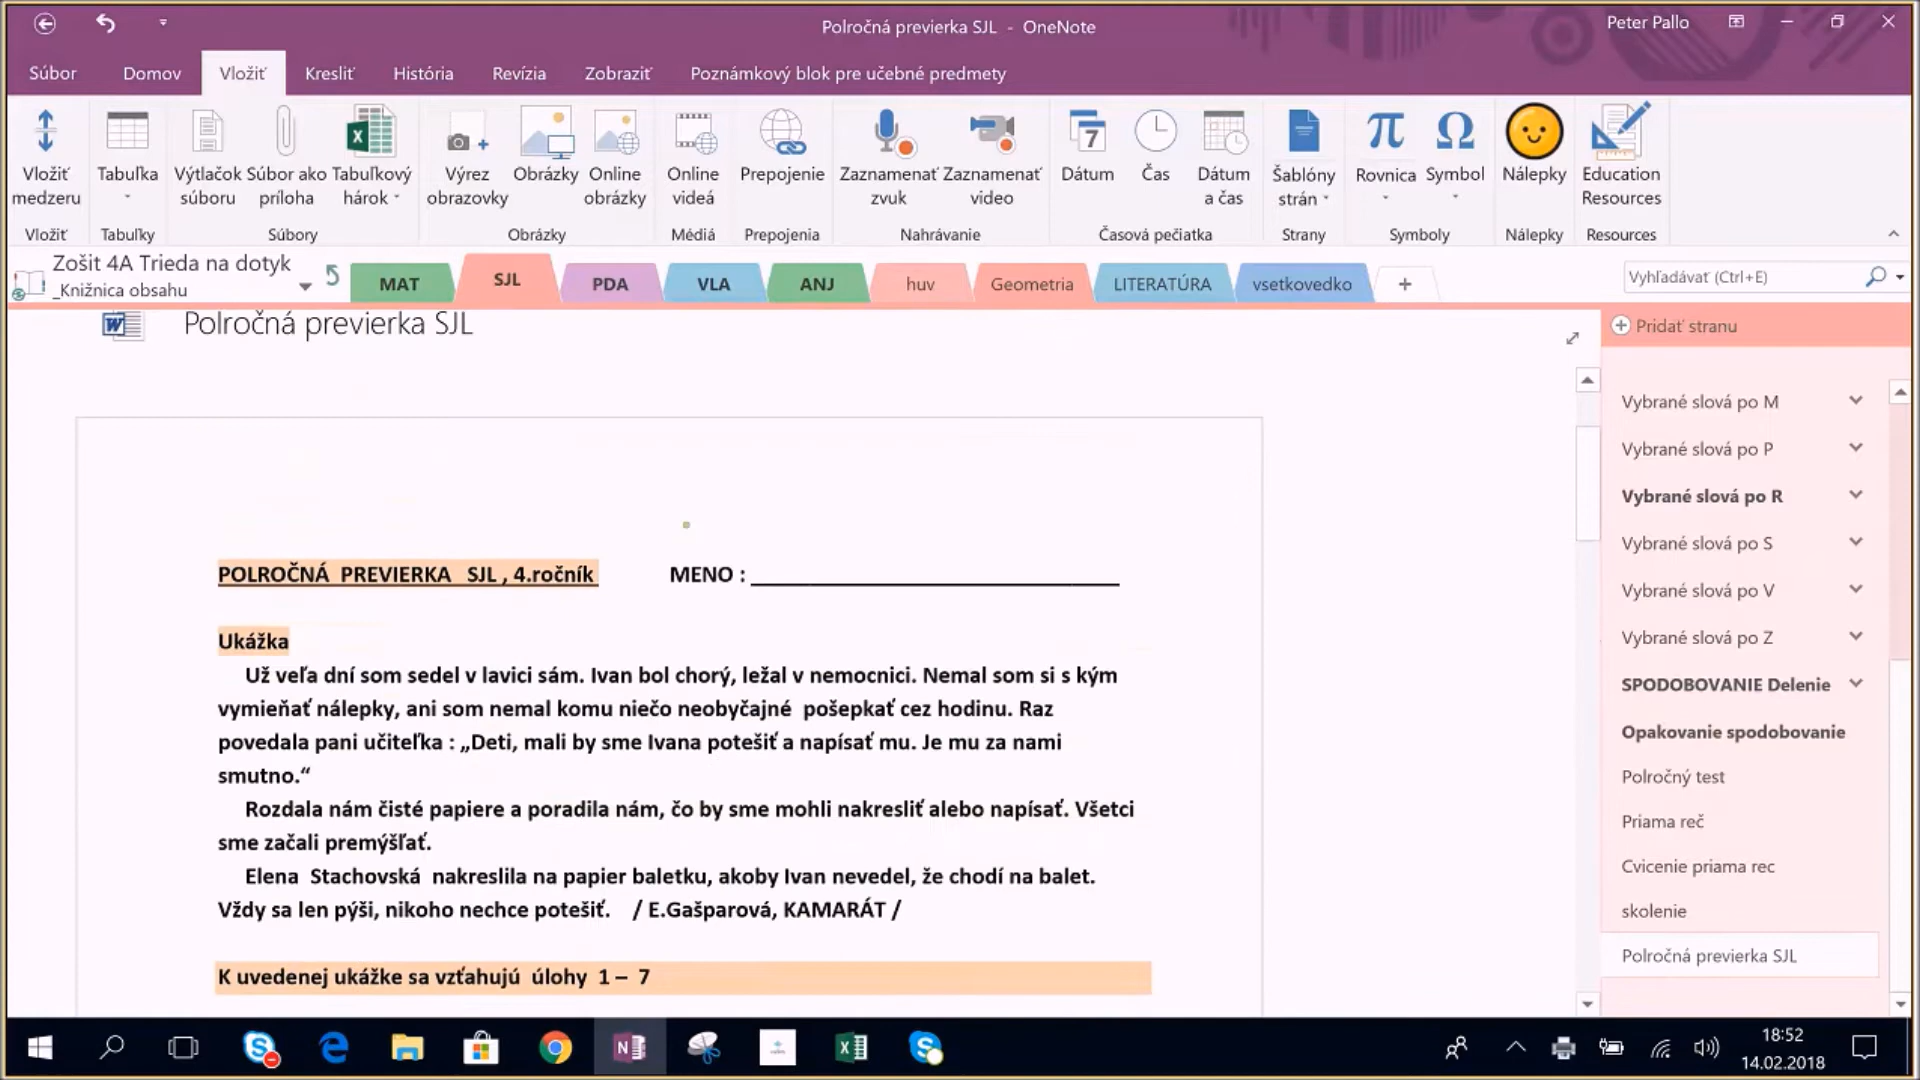 Polročná previerka SJL - OneNote
Peter Pallo
Súbor Domov Vložiť Kresliť História Revízia Zobraziť Poznámkový blok pre učebné predmety
Vložiť medzeru
Tabuľka
Výtlačok súboru
Súbor ako príloha
Tabuľkový hárok
Výrez obrazovky
Obrázky
Online obrázky
Online videá
Prepojenie
Zaznamenať zvuk
Zaznamenať video
7
Dátum
Čas
Dátum a čas
Šablóny strán
π
Rovnica
Ω
Symbol
Nálepky
Education Resources
Vložiť Tabuľky Súbory Obrázky Médiá Prepojenia Nahrávanie Časová pečiatka Strany Symboly Nálepky Resources
Zošit 4A Trieda na dotyk
_Knižnica obsahu
MAT SJL PDA VLA ANJ huv Geometria LITERATÚRA vsetkovedko +
Vyhľadávať (Ctrl+E)
Polročná previerka SJL
POLROČNÁ PREVIERKA SJL , 4.ročník MENO : ______________________________
Ukážka
Už veľa dní som sedel v lavici sám. Ivan bol chorý, ležal v nemocnici. Nemal som si s kým
vymieňať nálepky, ani som nemal komu niečo neobyčajné pošepkať cez hodinu. Raz
povedala pani učiteľka : „Deti, mali by sme Ivana potešiť a napísať mu. Je mu za nami
smutno.“
Rozdala nám čisté papiere a poradila nám, čo by sme mohli nakresliť alebo napísať. Všetci
sme začali premýšľať.
Elena Stachovská nakreslila na papier baletku, akoby Ivan nevedel, že chodí na balet.
Vždy sa len pýši, nikoho nechce potešiť. / E.Gašparová, KAMARÁT /
K uvedenej ukážke sa vzťahujú úlohy 1 – 7
Pridať stranu
Vybrané slová po M
Vybrané slová po P
Vybrané slová po R
Vybrané slová po S
Vybrané slová po V
Vybrané slová po Z
SPODOBOVANIE Delenie
Opakovanie spodobovanie
Polročný test
Priama reč
Cvicenie priama rec
skolenie
Polročná previerka SJL
18:52
14.02.2018